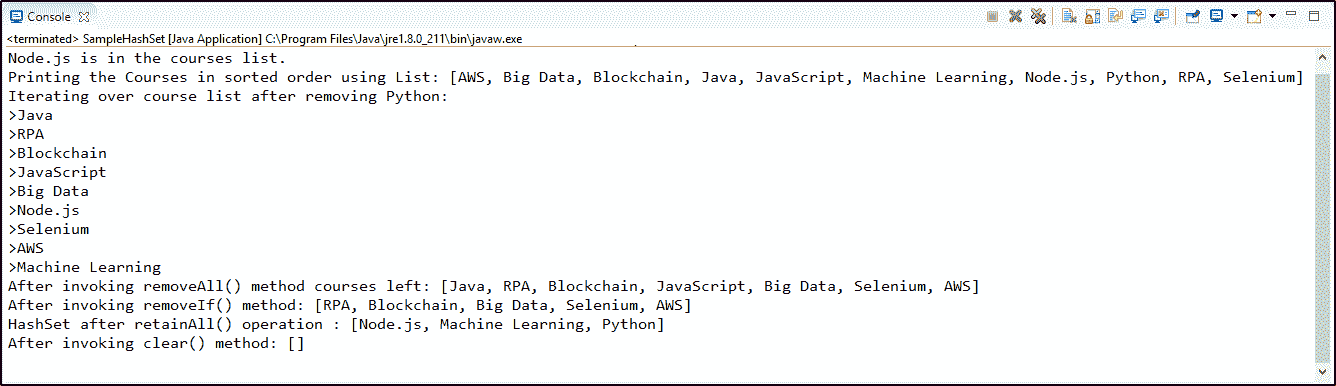 Console
<terminated> SampleHashSet [Java Application] C:\Program Files\Java\jre1.8.0_211\bin\javaw.exe
Node.js is in the courses list.
Printing the Courses in sorted order using List: [AWS, Big Data, Blockchain, Java, JavaScript, Machine Learning, Node.js, Python, RPA, Selenium]
Iterating over course list after removing Python:
>Java
>RPA
>Blockchain
>JavaScript
>Big Data
>Node.js
>Selenium
>AWS
>Machine Learning
After invoking removeAll() method courses left: [Java, RPA, Blockchain, JavaScript, Big Data, Selenium, AWS]
After invoking removeIf() method: [RPA, Blockchain, Big Data, Selenium, AWS]
HashSet after retainAll() operation : [Node.js, Machine Learning, Python]
After invoking clear() method: []